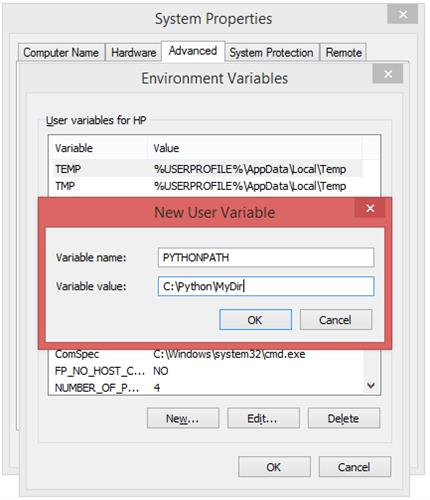 System Properties
Computer Name Hardware Advanced System Protection Remote
Environment Variables
User variables for HP
Variable Value
TEMP %USERPROFILE%\AppData\Local\Temp
TMP %USERPROFILE%\AppData\Local\Temp
New User Variable
Variable name: PYTHONPATH
Variable value: C:\Python\MyDir
OK Cancel
ComSpec C:\Windows\system32\cmd.exe
FP_NO_HOST_C... NO
NUMBER_OF_P... 4
New... Edit... Delete
OK Cancel